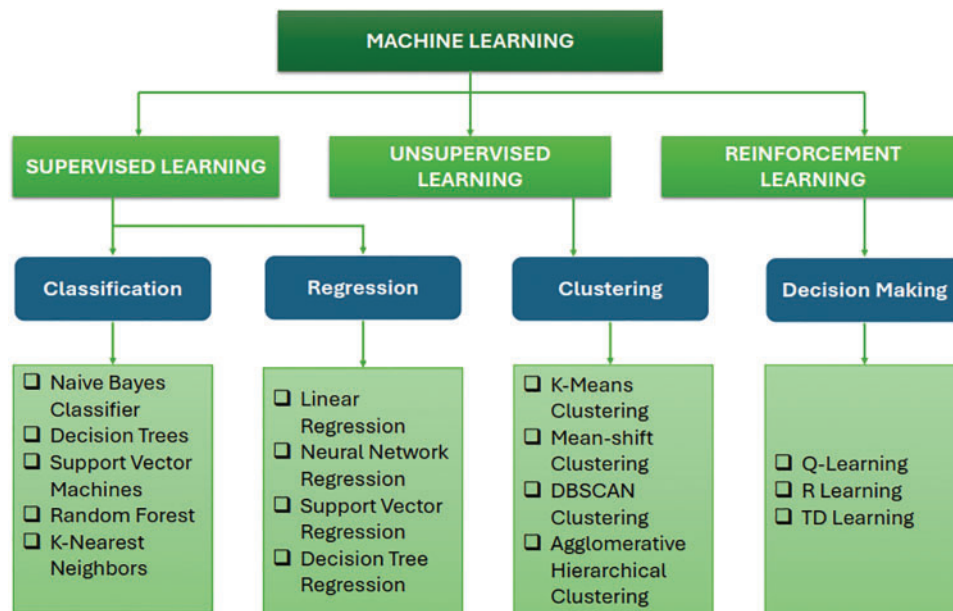 MACHINE LEARNING
SUPERVISED LEARNING
UNSUPERVISED
LEARNING
REINFORCEMENT
LEARNING
Classification
Regression
Clustering
Decision Making
❑ Naive Bayes
Classifier
❑ Decision Trees
❑ Support Vector
Machines
❑ Random Forest
❑ K-Nearest
Neighbors
❑ Linear
Regression
❑ Neural Network
Regression
❑ Support Vector
Regression
❑ Decision Tree
Regression
❑ K-Means
Clustering
❑ Mean-shift
Clustering
❑ DBSCAN
Clustering
❑ Agglomerative
Hierarchical
Clustering
❑ Q-Learning
❑ R Learning
❑ TD Learning